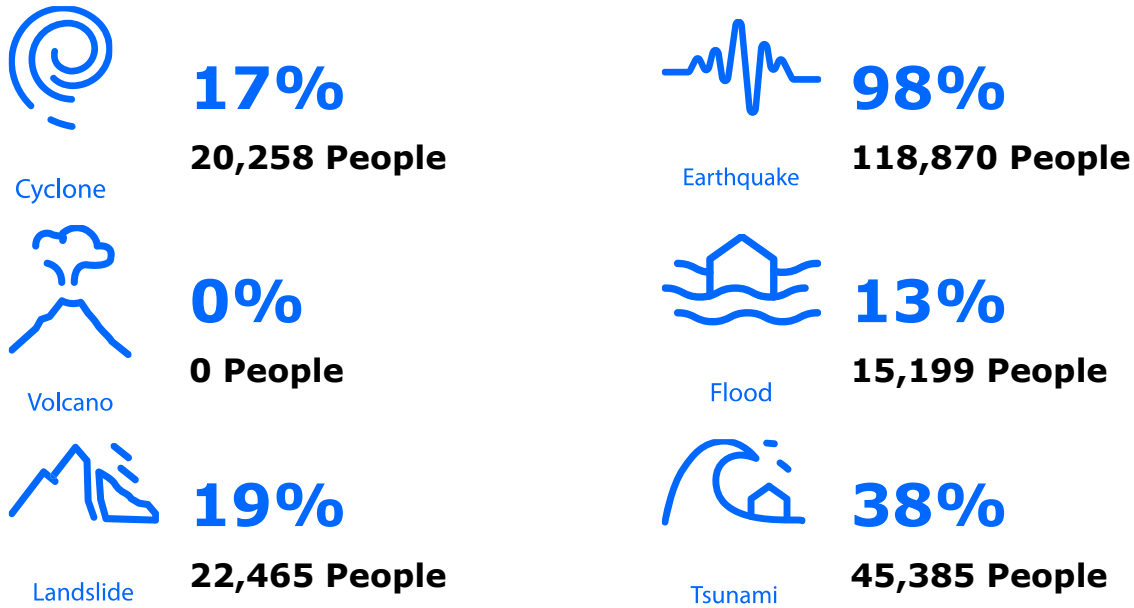 17%
20,258 People
Cyclone
98%
118,870 People
Earthquake
0%
0 People
Volcano
13%
15,199 People
Flood
19%
22,465 People
Landslide
38%
45,385 People
Tsunami